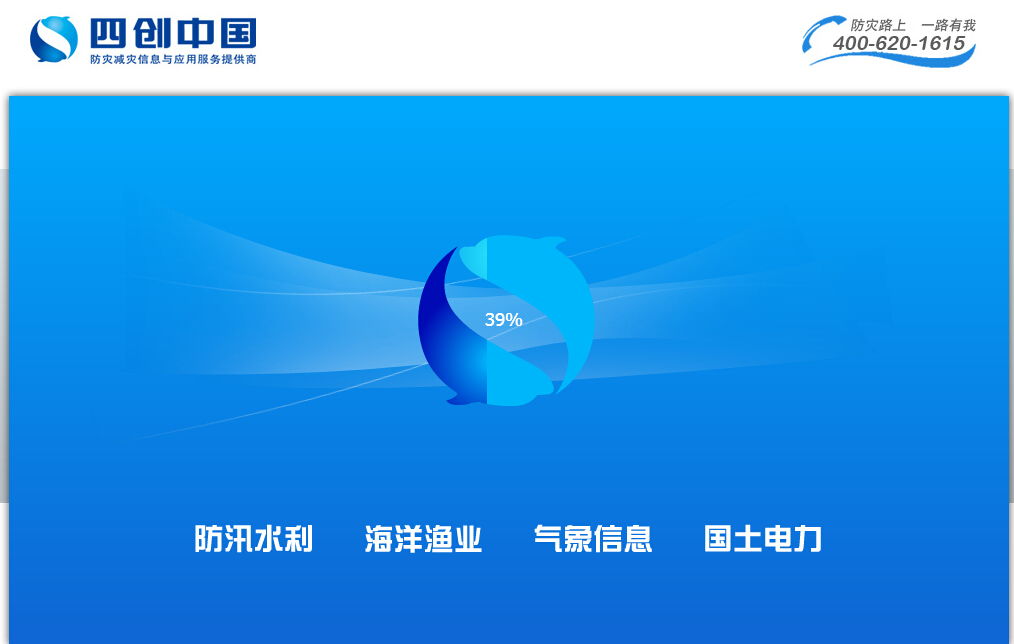 四创中国
防灾减灾信息与应用服务提供商
防灾路上 一路有我
400-620-1615
39%
防汛水利 海洋渔业 气象信息 国土电力